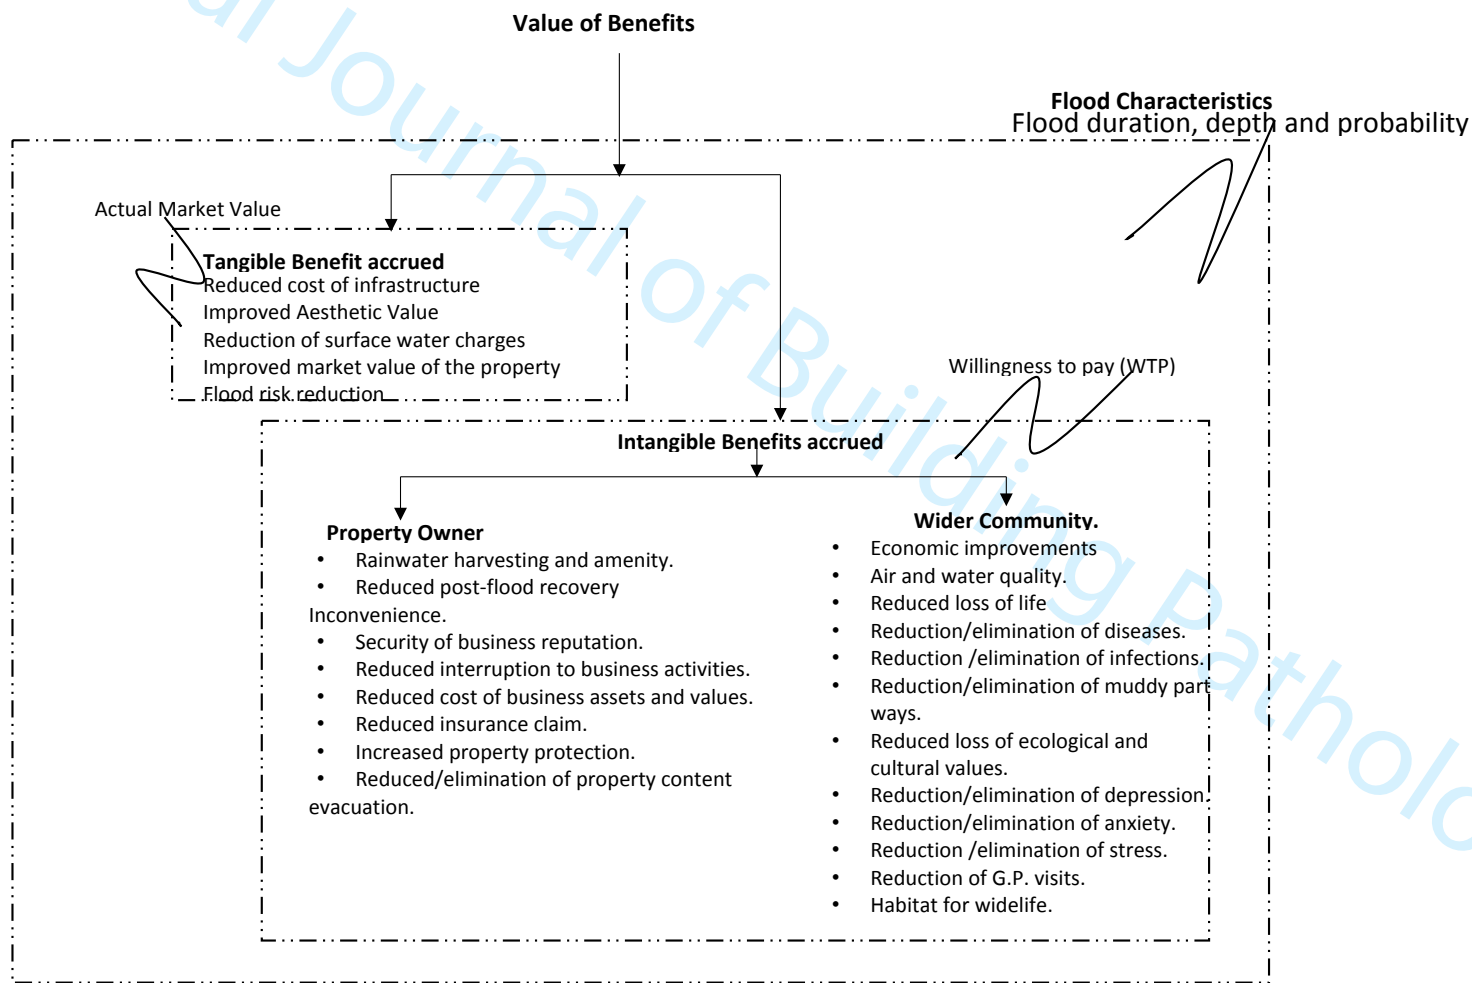 Value of Benefits
al Journal of Building Patholo
Flood Characteristics
Flood duration, depth and probability
Actual Market Value
Tangible Benefit accrued
Reduced cost of infrastructure
Improved Aesthetic Value
Reduction of surface water charges
Improved market value of the property
Flood risk reduction
Willingness to pay (WTP)
Intangible Benefits accrued
Property Owner
• Rainwater harvesting and amenity.
• Reduced post-flood recovery
Inconvenience.
• Security of business reputation.
• Reduced interruption to business activities.
• Reduced cost of business assets and values.
• Reduced insurance claim.
• Increased property protection.
• Reduced/elimination of property content
evacuation.
Wider Community.
• Economic improvements
• Air and water quality.
• Reduced loss of life
• Reduction/elimination of diseases.
• Reduction /elimination of infections.
• Reduction/elimination of muddy part
ways.
• Reduced loss of ecological and
cultural values.
• Reduction/elimination of depression.
• Reduction/elimination of anxiety.
• Reduction /elimination of stress.
• Reduction of G.P. visits.
• Habitat for widelife.